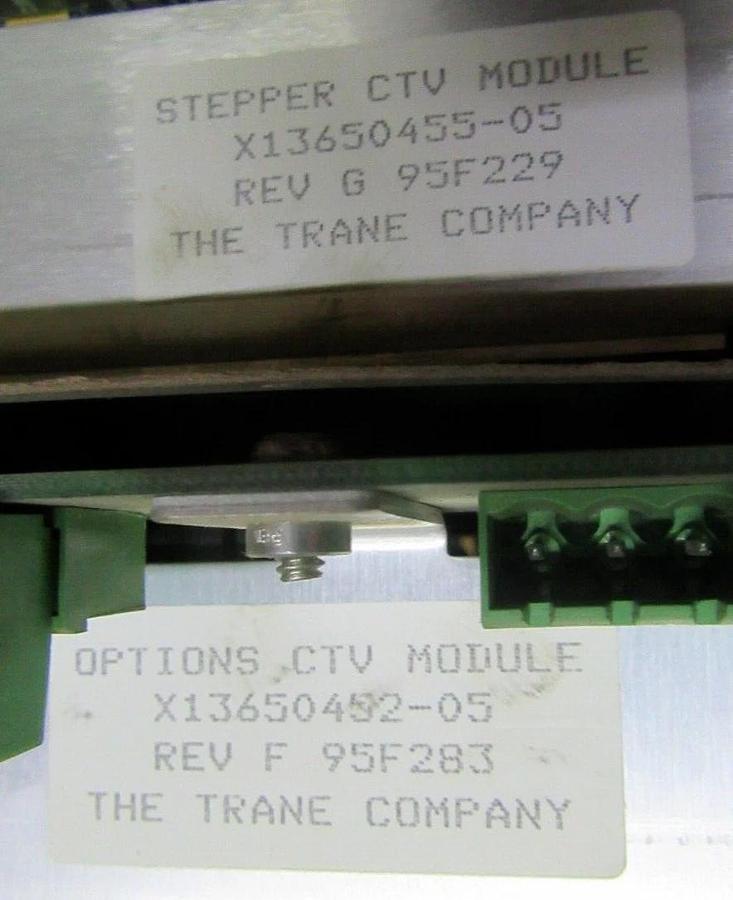 STEPPER CTV MODULE
X13650455-05
REV G 95F229
THE TRANE COMPANY
OPTIONS CTV MODULE
X13650452-05
REV F 95F283
THE TRANE COMPANY